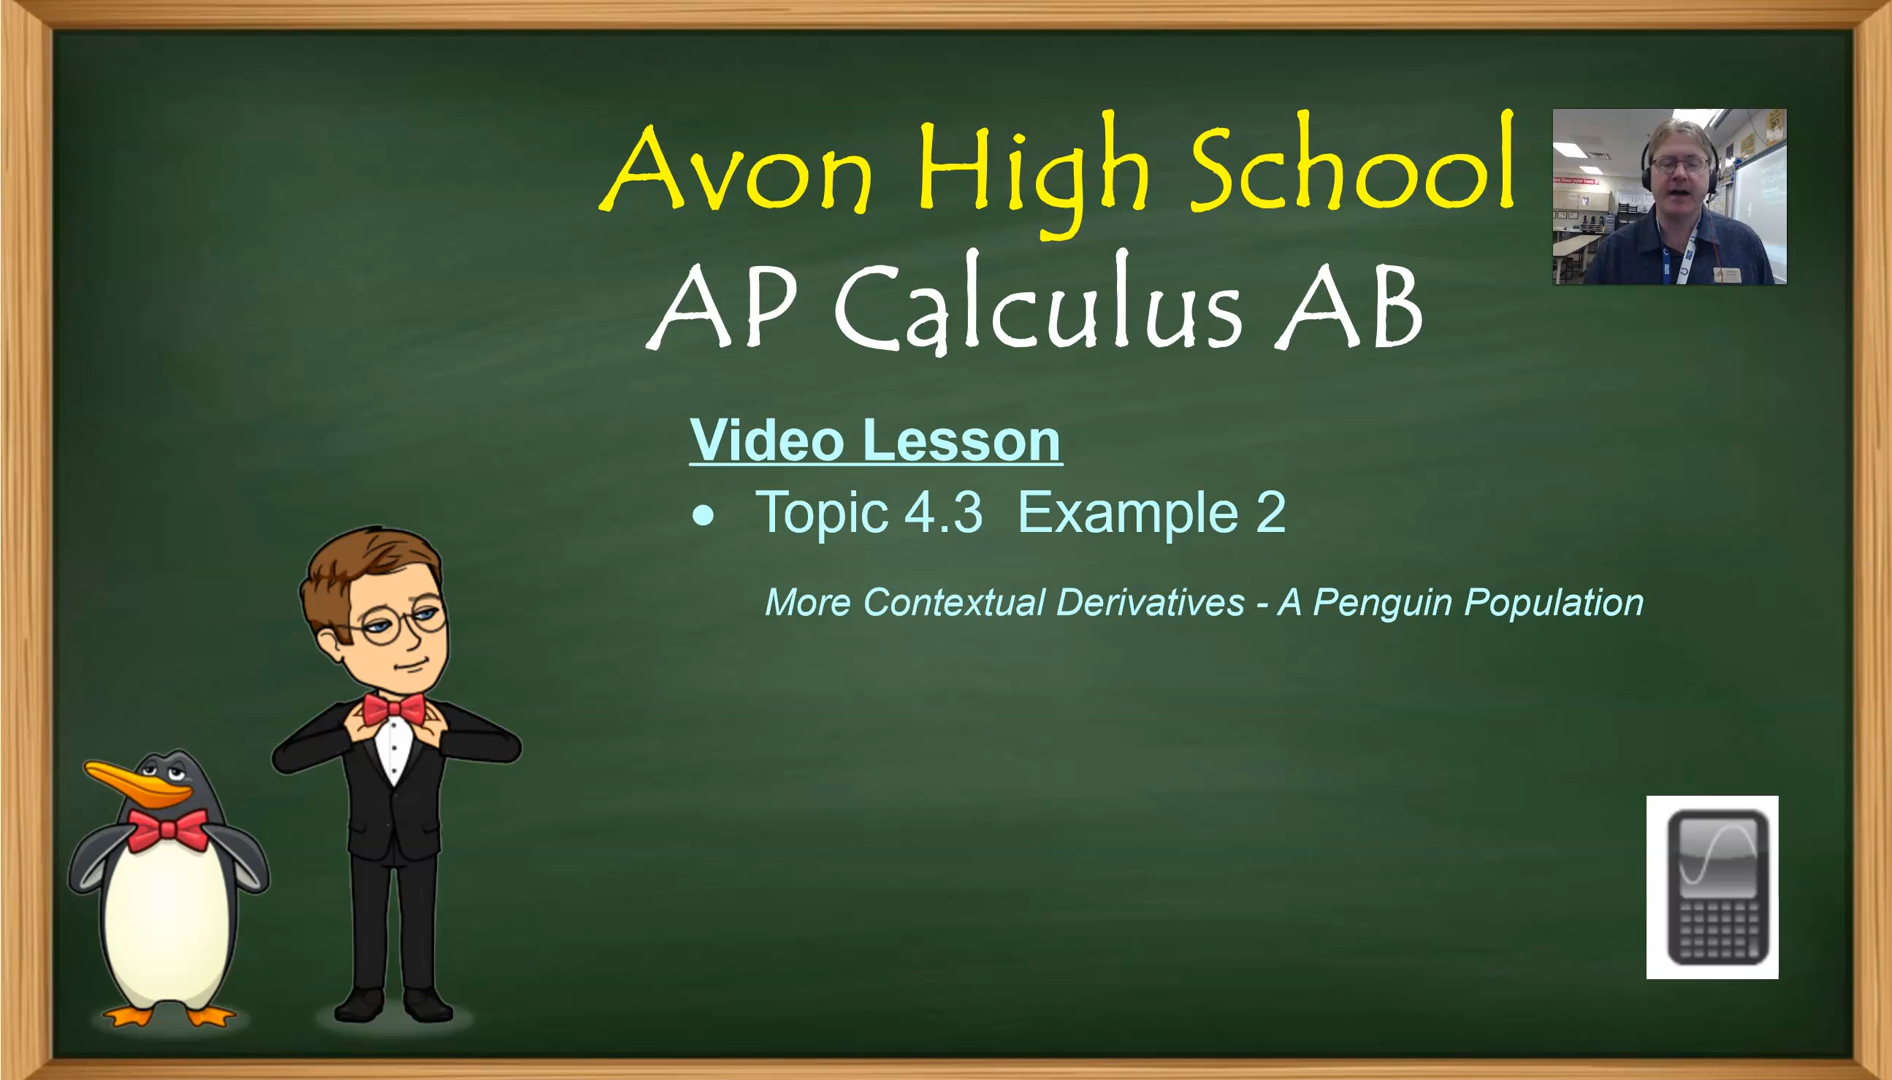 Avon High School
AP Calculus AB
Video Lesson
● Topic 4.3 Example 2
More Contextual Derivatives - A Penguin Population